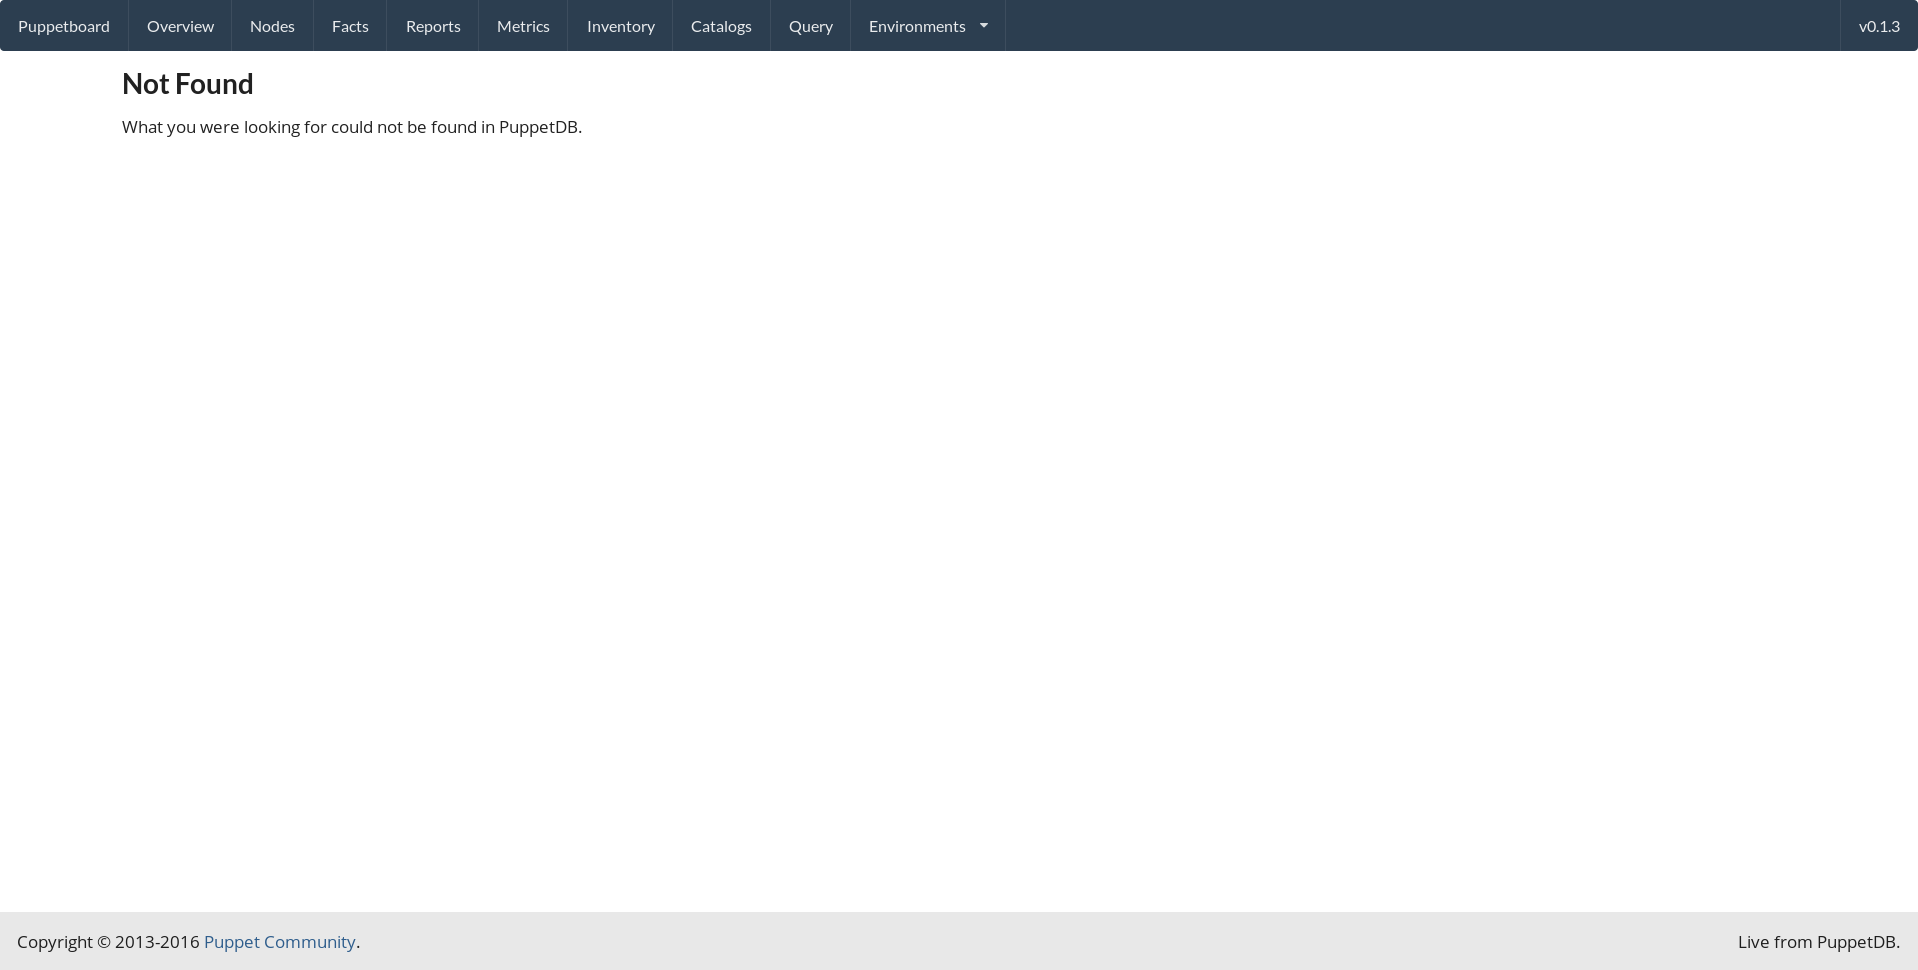 Puppetboard Overview Nodes Facts Reports Metrics Inventory Catalogs Query Environments v0.1.3
Not Found
What you were looking for could not be found in PuppetDB.
Copyright © 2013-2016 Puppet Community. Live from PuppetDB.